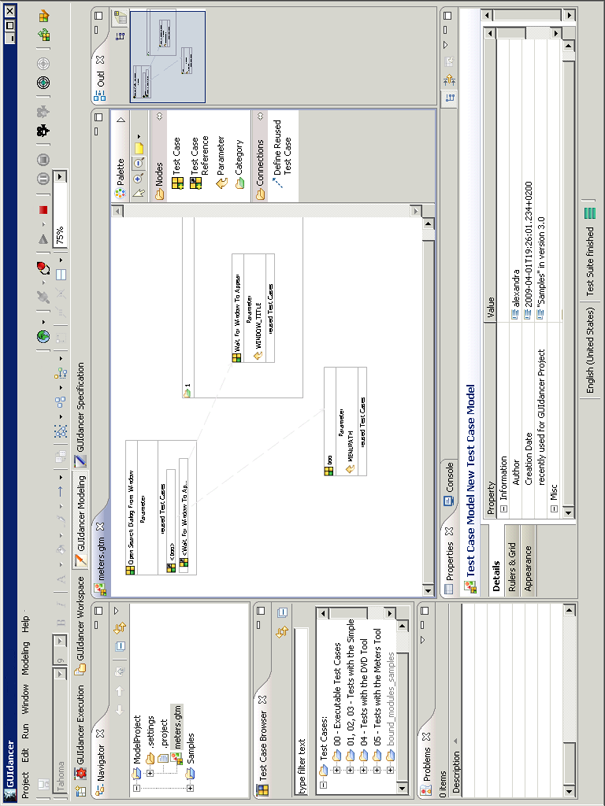 GUIdancer
Project Edit Run Window Modeling Help
Tahoma
9
B
I
A
75%
GUIdancer Execution
GUIdancer Workspace
GUIdancer Modeling
GUIdancer Specification
Navigator
ModelProject
.settings
.project
meters.gtm
Samples
Test Case Browser
type filter text
Test Cases:
00 - Executable Test Cases
01, 02, 03 - Tests with the Simple
04 - Tests with the DVD Tool
05 - Tests with the Meters Tool
bound_modules_samples
Problems
0 items
Description
meters.gtm
Open Search Dialog From Window
Parameter
reused Test Cases
<Wait for Window To Ap...
1
Wait for Window To Appear
Parameter
WINDOW_TITLE
reused Test Cases
Parameter
MENUPATH
reused Test Cases
Palette
Nodes
Test Case
Test Case
Reference
Parameter
Category
Connections
Define Reused
Test Case
Outl
Properties
Console
Test Case Model New Test Case Model
Details
Rulers & Grid
Appearance
Property
Value
Information
Author
alexandra
Creation Date
2009-04-01T19:26:01.234+0200
recently used for GUIdancer Project
"Samples" in version 3.0
Misc
English (United States)
Test Suite finished